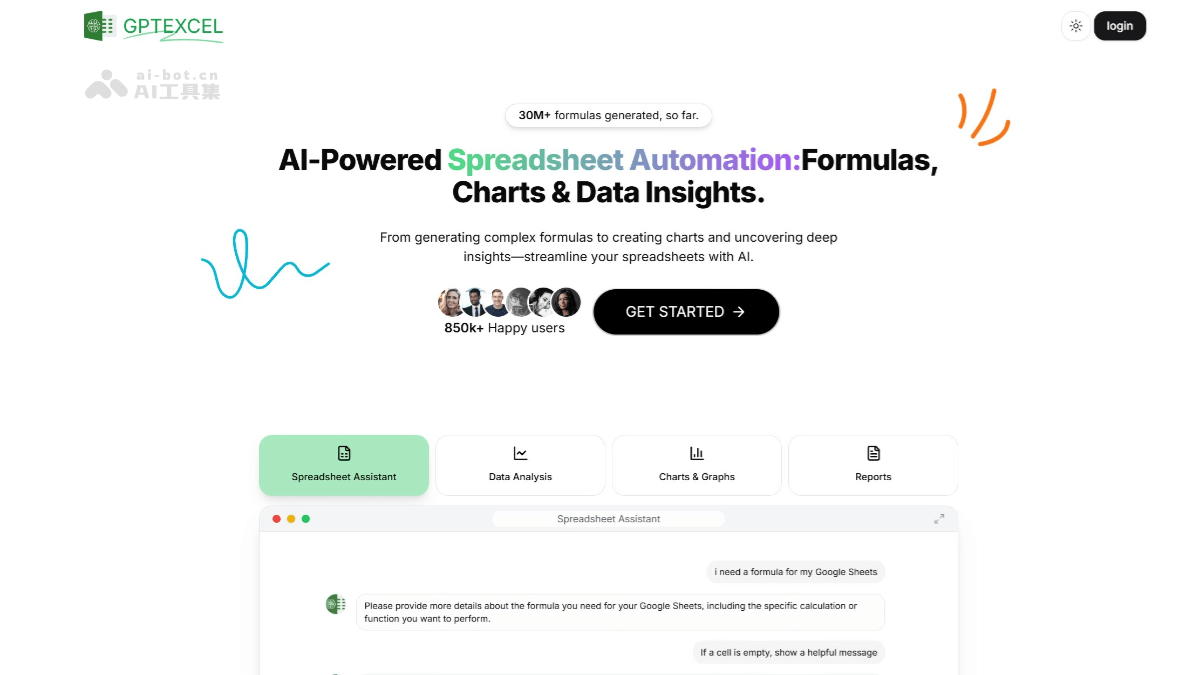 GPTEXCEL
login
ai-bot.cn
AI工具集
30M+ formulas generated, so far.
AI-Powered Spreadsheet Automation:Formulas,
Charts & Data Insights.
From generating complex formulas to creating charts and uncovering deep
insights—streamline your spreadsheets with AI.
850k+ Happy users
GET STARTED →
Spreadsheet Assistant
Data Analysis
Charts & Graphs
Reports
Spreadsheet Assistant
i need a formula for my Google Sheets
Please provide more details about the formula you need for your Google Sheets, including the specific calculation or
function you want to perform.
If a cell is empty, show a helpful message